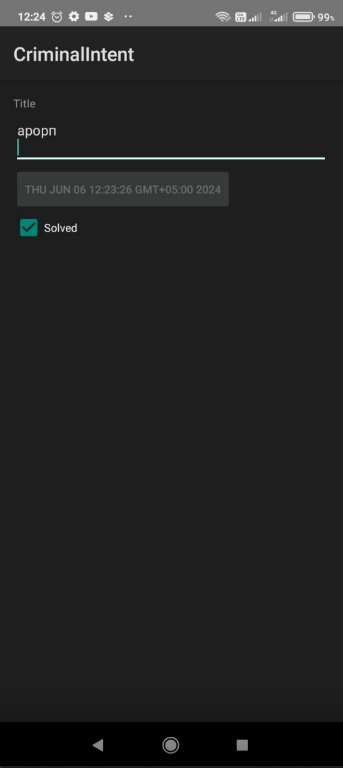 12:24
99%
CriminalIntent
Title
арорп
THU JUN 06 12:23:26 GMT+05:00 2024
Solved